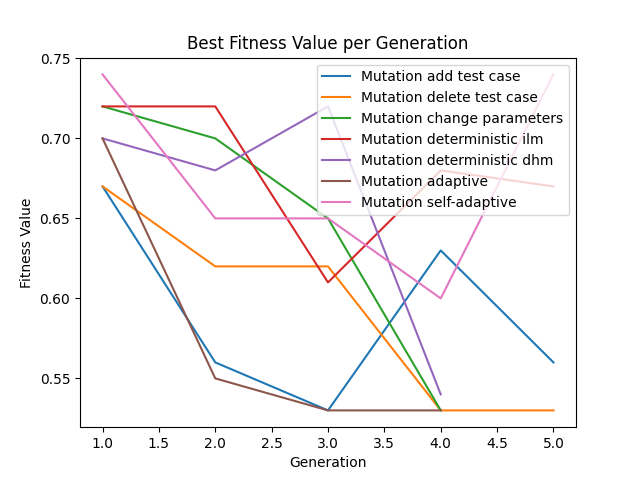 Best Fitness Value per Generation
0.75
0.70
0.65
0.60
0.55
Fitness Value
Mutation add test case
Mutation delete test case
Mutation change parameters
Mutation deterministic ilm
Mutation deterministic dhm
Mutation adaptive
Mutation self-adaptive
1.0 1.5 2.0 2.5 3.0 3.5 4.0 4.5 5.0
Generation